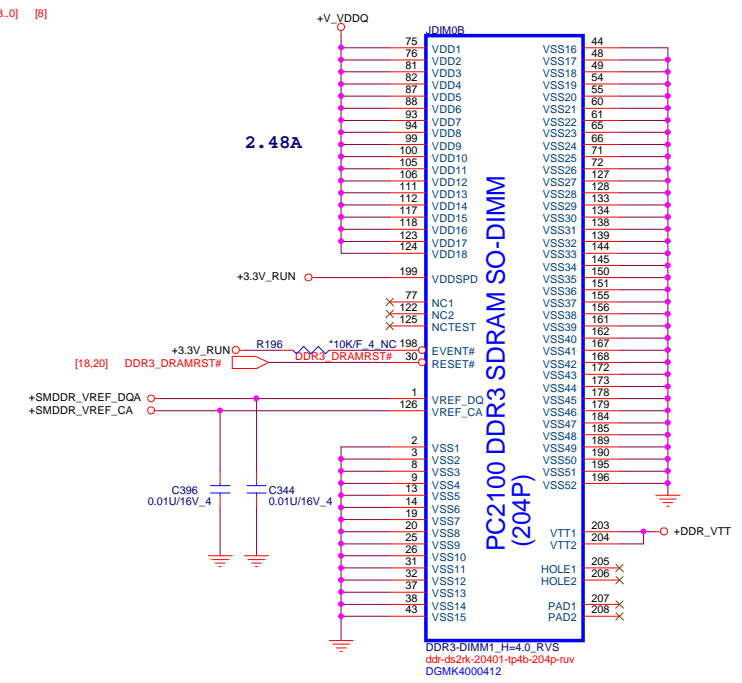 3..0] [8]
+V_VDDQ
JDIM0B
2.48A
75 VDD1
76 VDD2
81 VDD3
82 VDD4
87 VDD5
88 VDD6
93 VDD7
94 VDD8
99 VDD9
100 VDD10
105 VDD11
106 VDD12
111 VDD13
112 VDD14
117 VDD15
118 VDD16
123 VDD17
124 VDD18
+3.3V_RUN 199 VDDSPD
77 NC1
122 NC2
125 NCTEST
+3.3V_RUN R196 *10K/F_4_NC 198 EVENT#
[18,20] DDR3_DRAMRST# DDR3_DRAMRST# 30 RESET#
+SMDDR_VREF_DQA 1 VREF_DQ
+SMDDR_VREF_CA 126 VREF_CA
2 VSS1
3 VSS2
8 VSS3
9 VSS4
13 VSS5
14 VSS6
19 VSS7
20 VSS8
25 VSS9
26 VSS10
31 VSS11
32 VSS12
37 VSS13
38 VSS14
43 VSS15
C396
0.01U/16V_4
C344
0.01U/16V_4
PC2100 DDR3 SDRAM SO-DIMM
(204P)
VSS16 44
VSS17 48
VSS18 49
VSS19 54
VSS20 55
VSS21 60
VSS22 61
VSS23 65
VSS24 66
VSS25 71
VSS26 72
VSS27 127
VSS28 128
VSS29 133
VSS30 134
VSS31 138
VSS32 139
VSS33 144
VSS34 145
VSS35 150
VSS36 151
VSS37 155
VSS38 156
VSS39 161
VSS40 162
VSS41 167
VSS42 168
VSS43 172
VSS44 173
VSS45 178
VSS46 179
VSS47 184
VSS48 185
VSS49 189
VSS50 190
VSS51 195
VSS52 196
VTT1 203
VTT2 204
+DDR_VTT
HOLE1 205
HOLE2 206
PAD1 207
PAD2 208
DDR3-DIMM1_H=4.0_RVS
ddr-ds2rk-20401-tp4b-204p-ruv
DGMK4000412